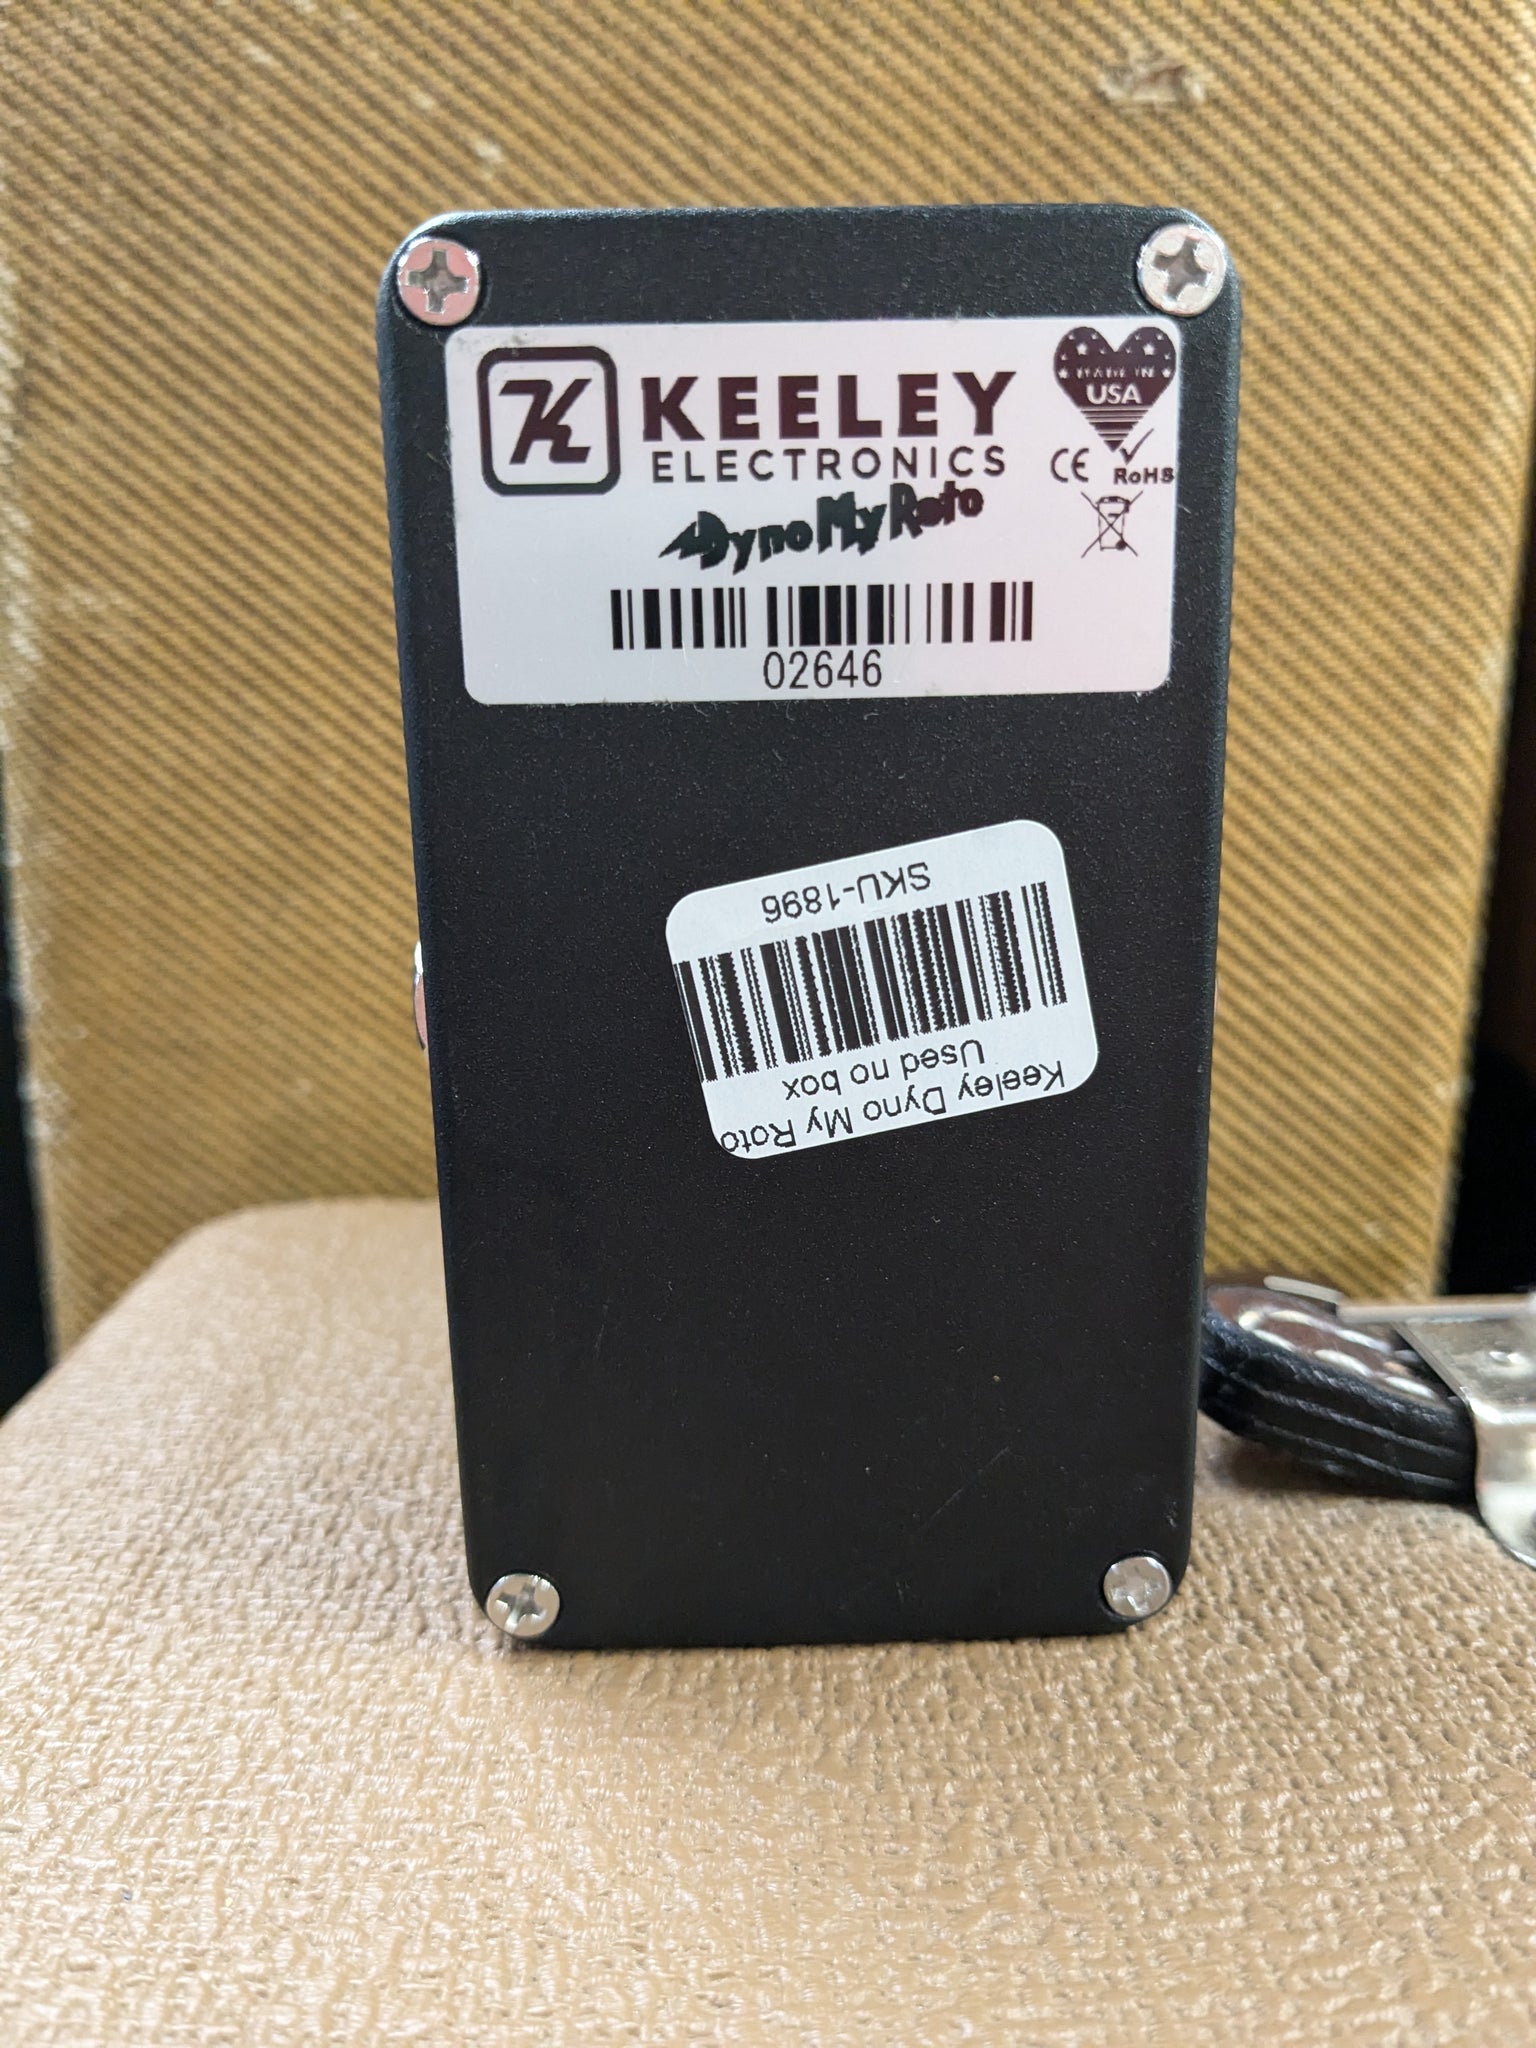 K
KEELEY
ELECTRONICS
MADE IN
USA
CE
RoHS
Dyno My Roto
02646
Keeley Dyno My Roto
Used no box
SKU-1896